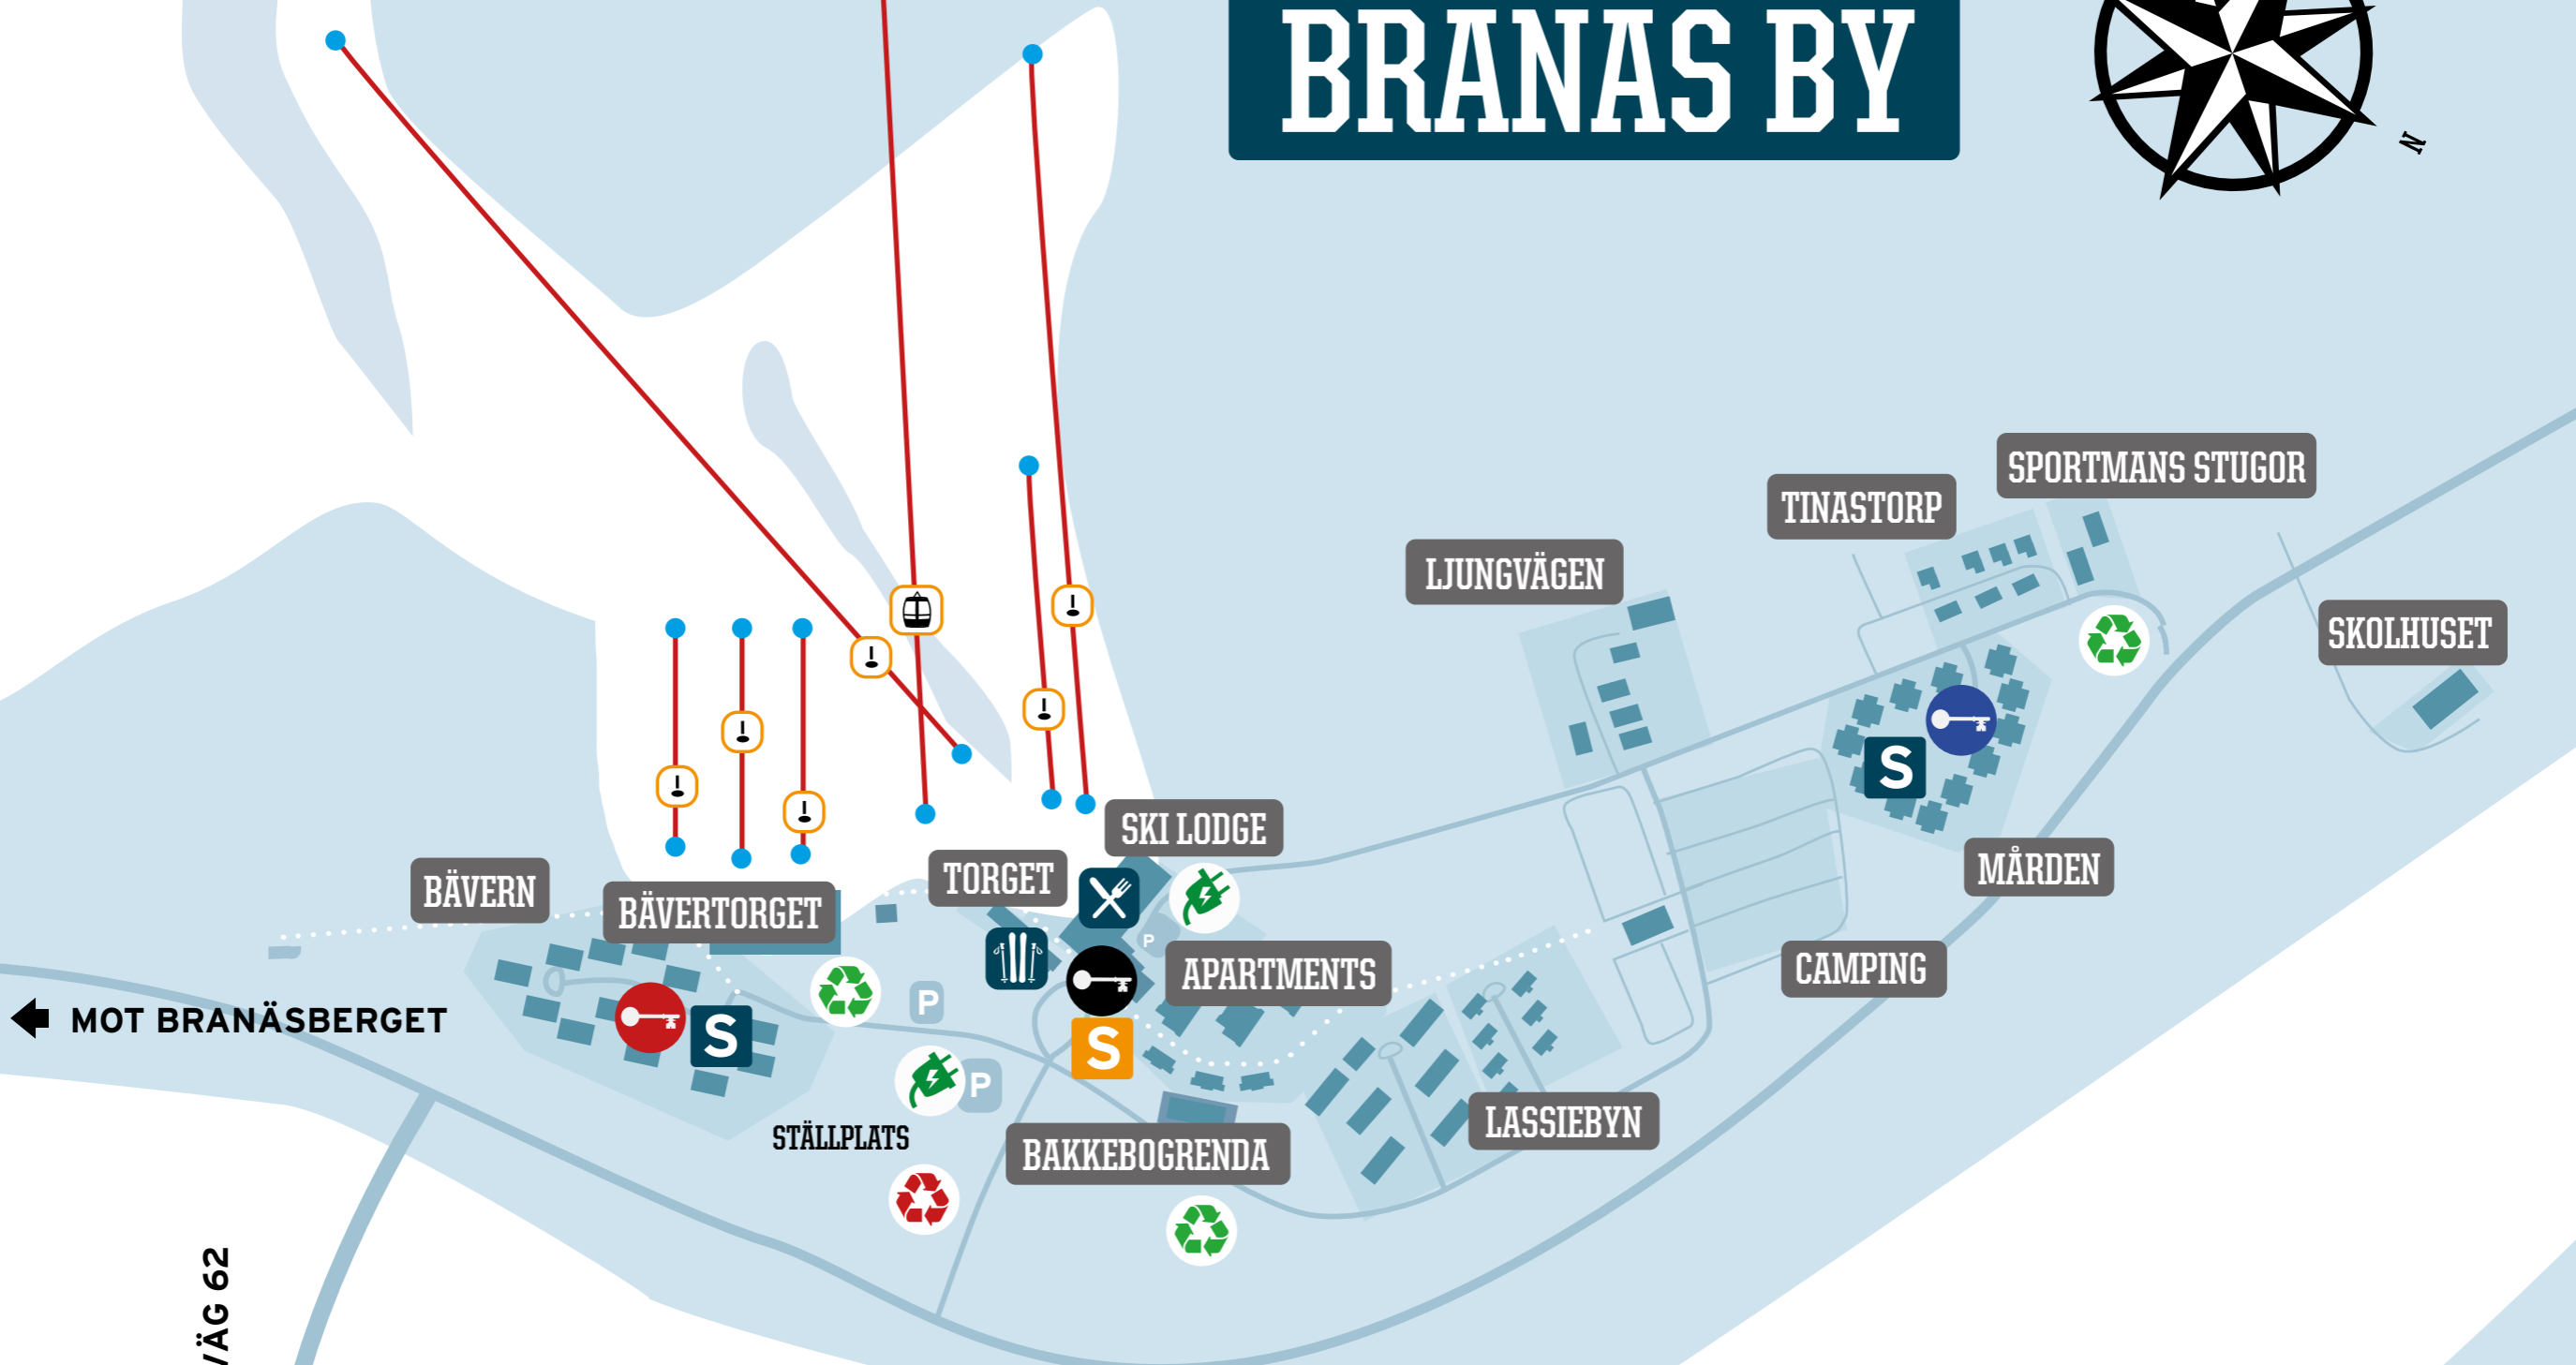 BRANAS BY
N
SPORTMANS STUGOR
TINASTORP
LJUNGVÄGEN
SKOLHUSET
S
SKI LODGE
MÅRDEN
TORGET
BÄVERN
BÄVERTORGET
P
APARTMENTS
CAMPING
P
MOT BRANÄSBERGET
S
S
P
LASSIEBYN
STÄLLPLATS
BAKKEBOGRENDA
VÄG 62